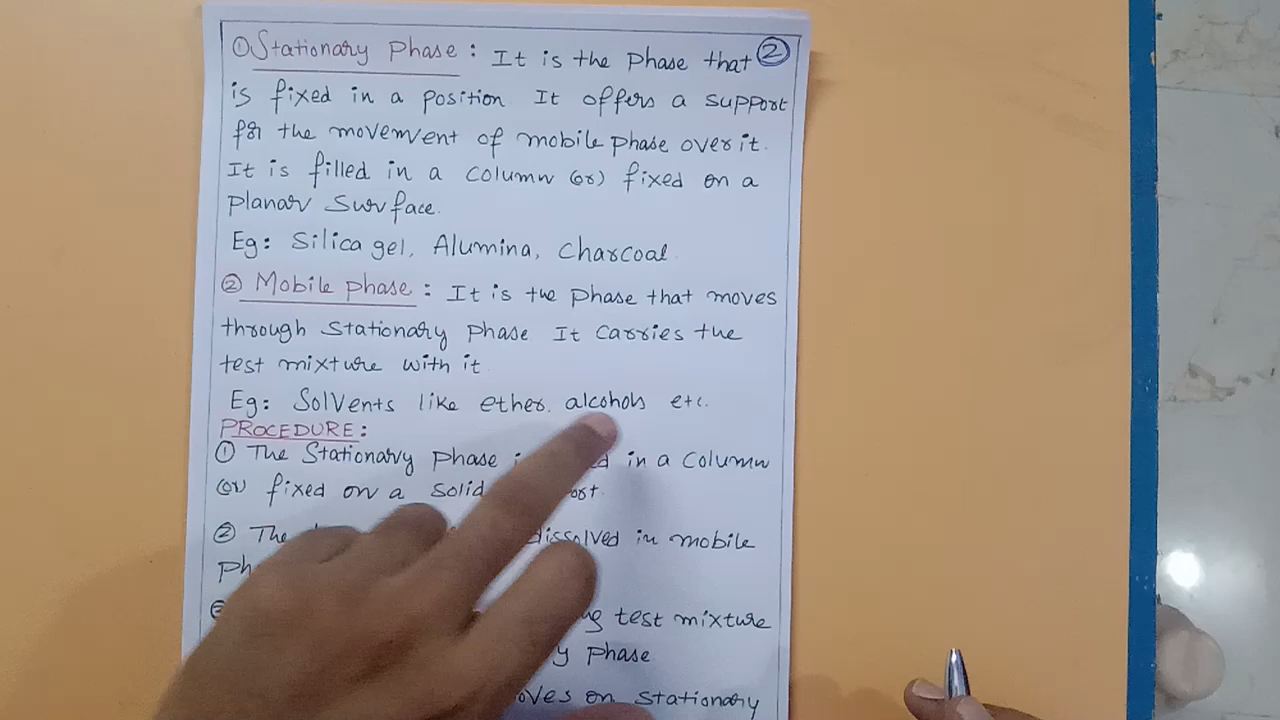 ① Stationary Phase : It is the Phase that ②
is fixed in a position It offers a support
for the movement of mobile phase over it.
It is filled in a column (or) fixed on a
planar surface.
Eg: Silica gel, Alumina, Charcoal
② Mobile phase : It is the phase that moves
through stationary phase It carries the
test mixture with it.
Eg: Solvents like ether. alcohols etc.
PROCEDURE:
① The Stationary phase in a column
(or) fixed on a solid
② The dissolved in mobile
test mixture
phase
on stationary